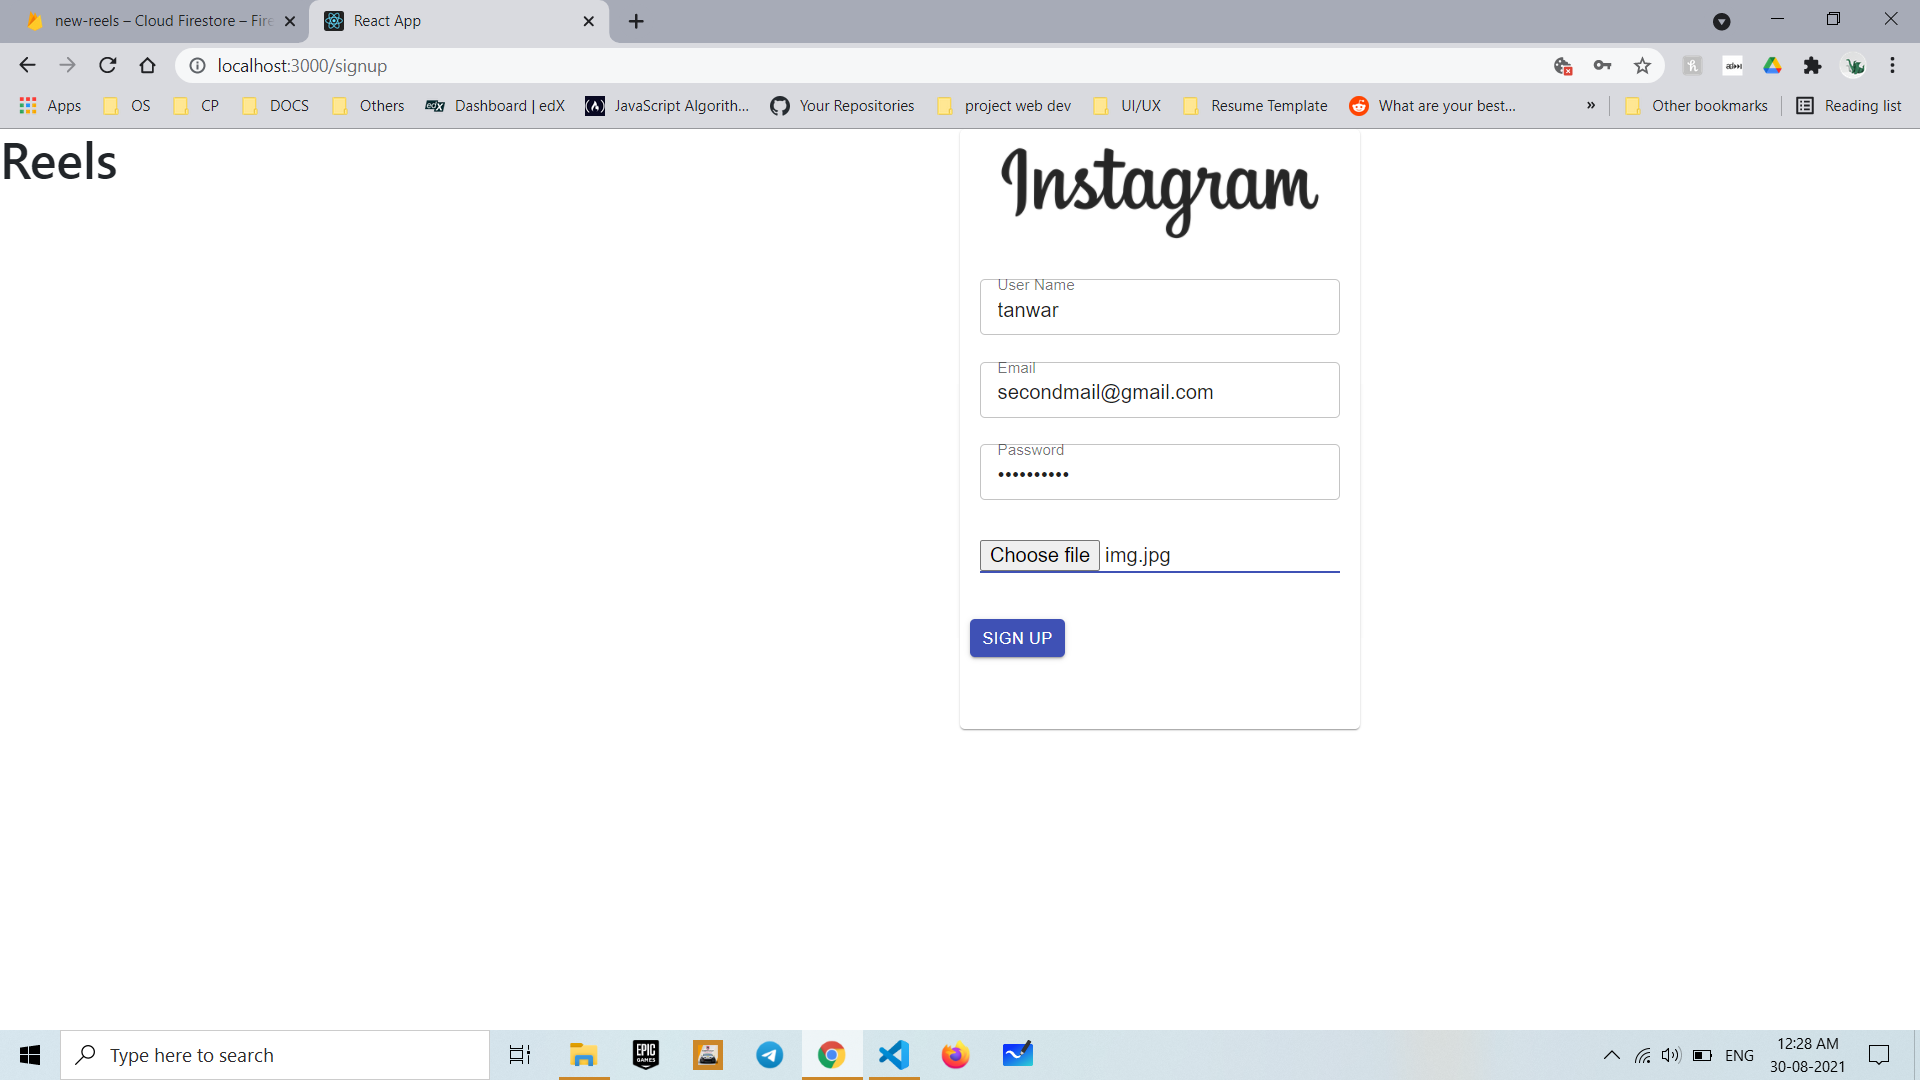 new-reels – Cloud Firestore – Fire
React App
localhost:3000/signup
Apps
OS
CP
DOCS
Others
edX
Dashboard | edX
JavaScript Algorith...
Your Repositories
project web dev
UI/UX
Resume Template
What are your best...
»
Other bookmarks
Reading list
Reels
Instagram
User Name
tanwar
Email
secondmail@gmail.com
Password
••••••••••
Choose file img.jpg
SIGN UP
Type here to search
EPIC
GAMES
ENG
12:28 AM
30-08-2021